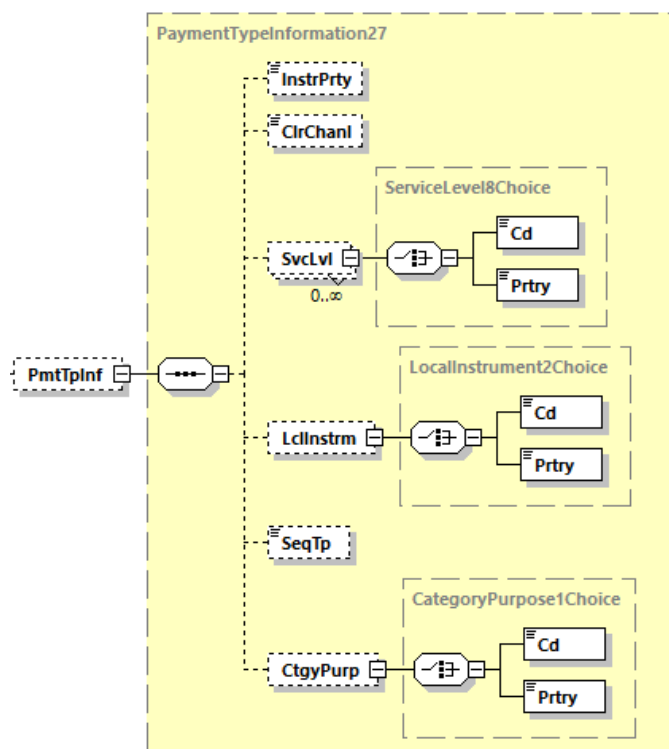 PaymentTypeInformation27
InstrPrty
ClrChanl
ServiceLevel8Choice
Cd
SvcLvl
Prtry
0..∞
LocalInstrument2Choice
PmtTpInf
Cd
LclInstrm
Prtry
SeqTp
CategoryPurpose1Choice
Cd
CtgyPurp
Prtry